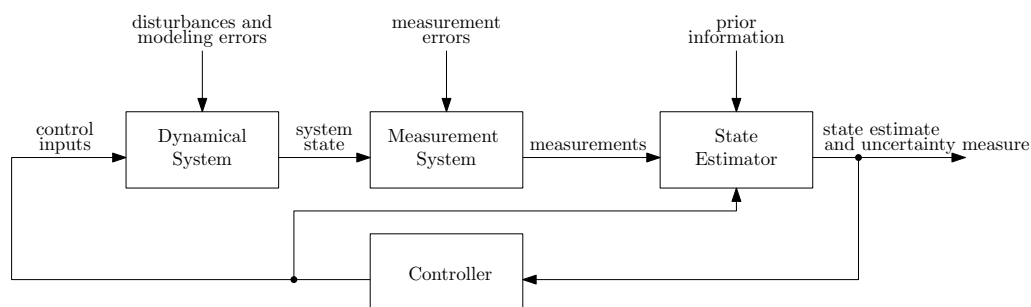 disturbances and
modeling errors
measurement
errors
prior
information
control
inputs
Dynamical
System
system
state
Measurement
System
measurements
State
Estimator
state estimate
and uncertainty measure
Controller